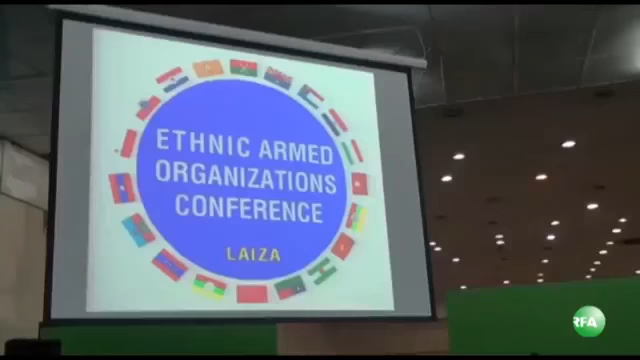 ETHNIC ARMED
ORGANIZATIONS
CONFERENCE
LAIZA
RFA